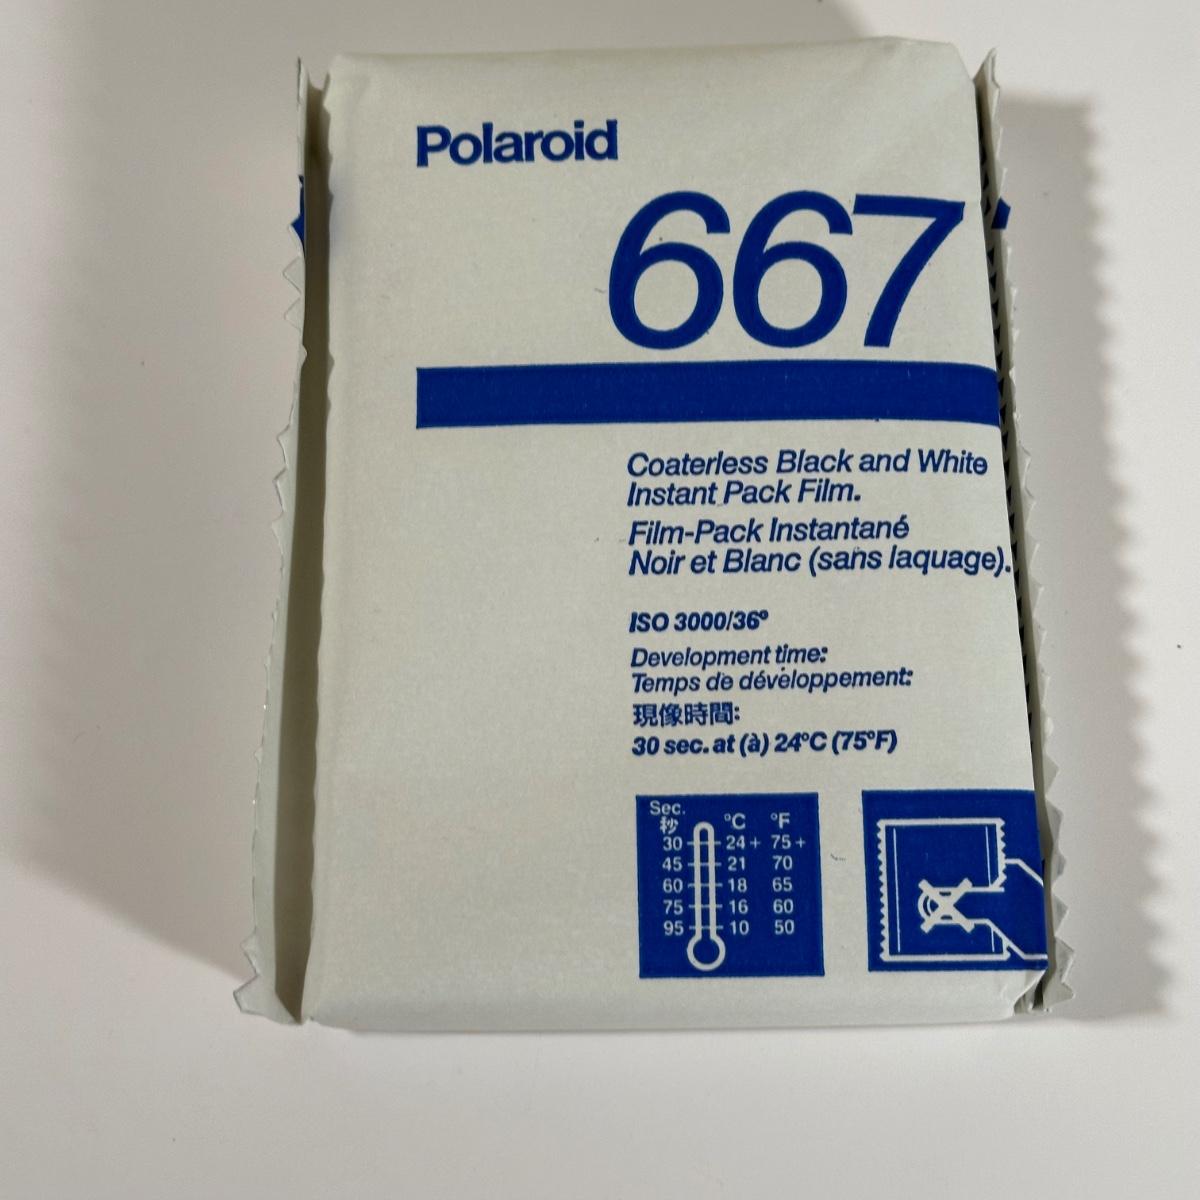 Polaroid
667
Coaterless Black and White
Instant Pack Film.
Film-Pack Instantané
Noir et Blanc (sans laquage).
ISO 3000/36°
Development time:
Temps de développement:
現像時間:
30 sec. at (à) 24°C (75°F)
Sec.
秒 °C °F
30 24+ 75+
45 21 70
60 18 65
75 16 60
95 10 50